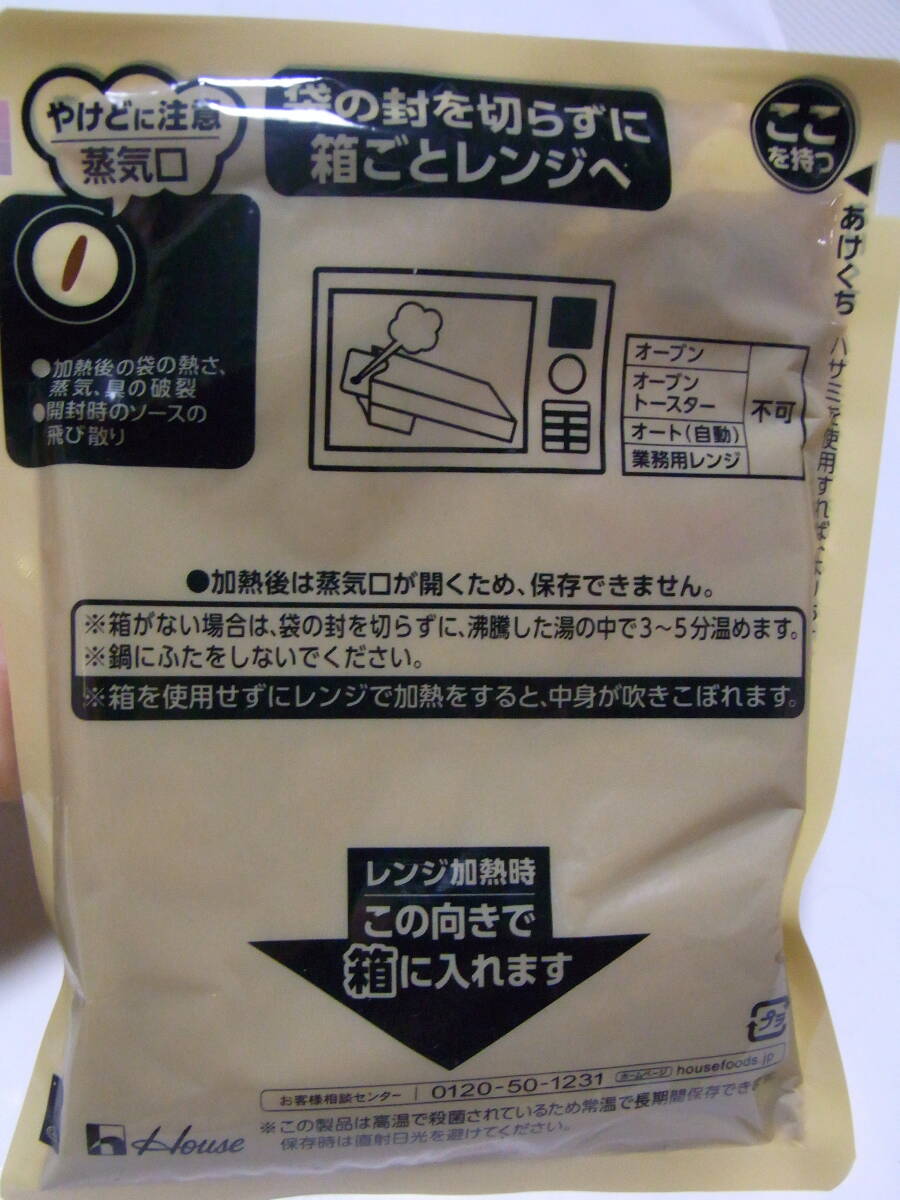 やけどに注意
蒸気口
袋の封を切らずに
箱ごとレンジへ
ここ
を持つ
◀あけくち
ハサミを使用すれば
●加熱後の袋の熱さ、
蒸気、具の破裂
●開封時のソースの
飛び散り
オーブン
オーブン
トースター
オート(自動)
業務用レンジ
不可
●加熱後は蒸気口が開くため、保存できません。
※箱がない場合は、袋の封を切らずに、沸騰した湯の中で3〜5分温めます。
※鍋にふたをしないでください。
※箱を使用せずにレンジで加熱をすると、中身が吹きこぼれます。
レンジ加熱時
この向きで
箱に入れます
プラ
お客様相談センター 0120-50-1231 ホームページ housefoods.jp
※この製品は高温で殺菌されているため常温で長期間保存できま
保存時は直射日光を避けてください。
House